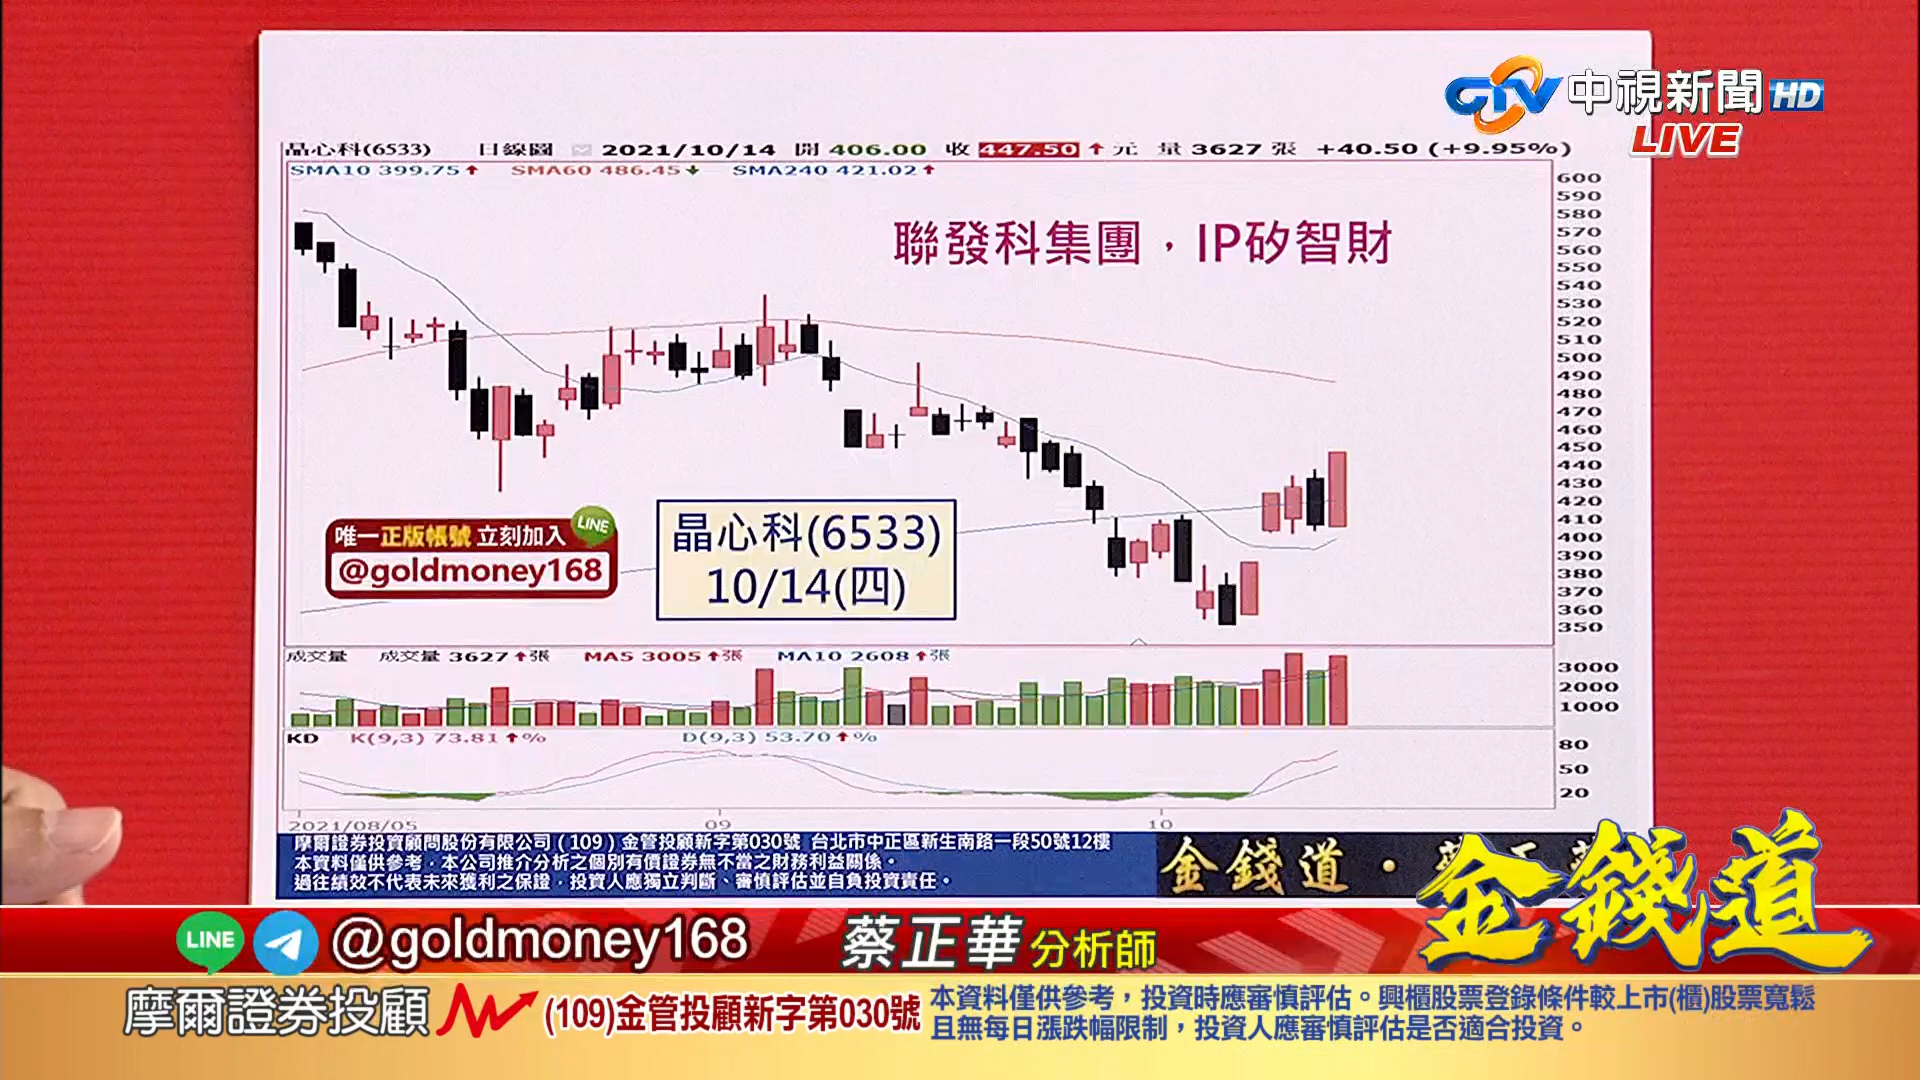 CTV中視新聞HD
LIVE
晶心科(6533) 日線圖 2021/10/14 開 406.00 收 447.50↑元 量 3627 張 +40.50 (+9.95%)
SMA10 399.75↑ SMA60 486.45↓ SMA240 421.02↑
聯發科集團，IP矽智財
600
590
580
570
560
550
540
530
520
510
500
490
480
470
460
450
440
430
420
410
400
390
380
370
360
350
唯一正版帳號 立刻加入 LINE
@goldmoney168
晶心科(6533)
10/14(四)
成交量 成交量 3627↑張 MA5 3005↑張 MA10 2608↑張
3000
2000
1000
KD K(9,3) 73.81↑% D(9,3) 53.70↑%
80
50
20
2021/08/05 09 10
摩爾證券投資顧問股份有限公司（109）金管投顧新字第030號 台北市中正區新生南路一段50號12樓
本資料僅供參考，本公司推介分析之個別有價證券無不當之財務利益關係。
過往績效不代表未來獲利之保證，投資人應獨立判斷、審慎評估並自負投資責任。
金錢道·
金錢道
LINE @goldmoney168 蔡正華 分析師
摩爾證券投顧 (109)金管投顧新字第030號
本資料僅供參考，投資時應審慎評估。興櫃股票登錄條件較上市(櫃)股票寬鬆
且無每日漲跌幅限制，投資人應審慎評估是否適合投資。